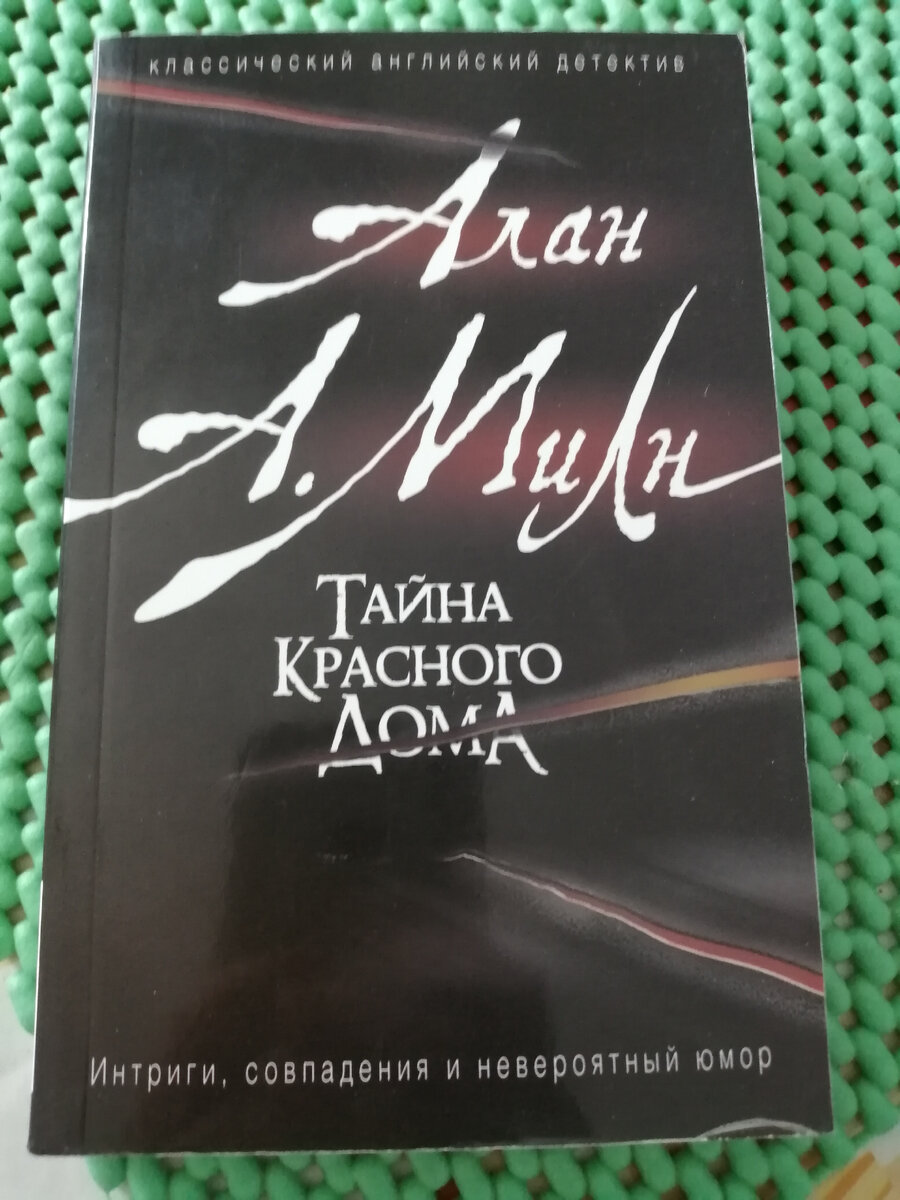 классический английский детектив
Алан
А. Милн
Тайна
Красного
Дома
Интриги, совпадения и невероятный юмор